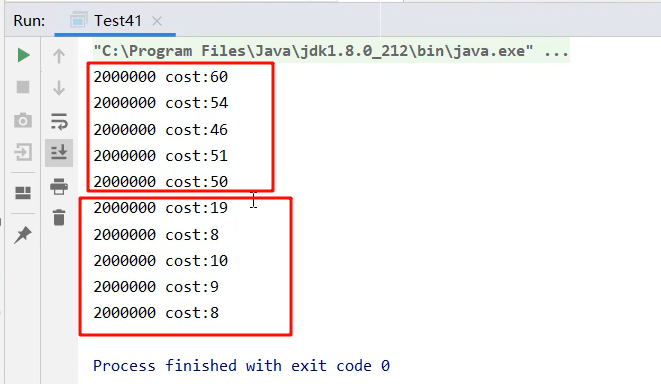 Run: Test41
"C:\Program Files\Java\jdk1.8.0_212\bin\java.exe" ...
2000000 cost:60
2000000 cost:54
2000000 cost:46
2000000 cost:51
2000000 cost:50
2000000 cost:19
2000000 cost:8
2000000 cost:10
2000000 cost:9
2000000 cost:8
Process finished with exit code 0